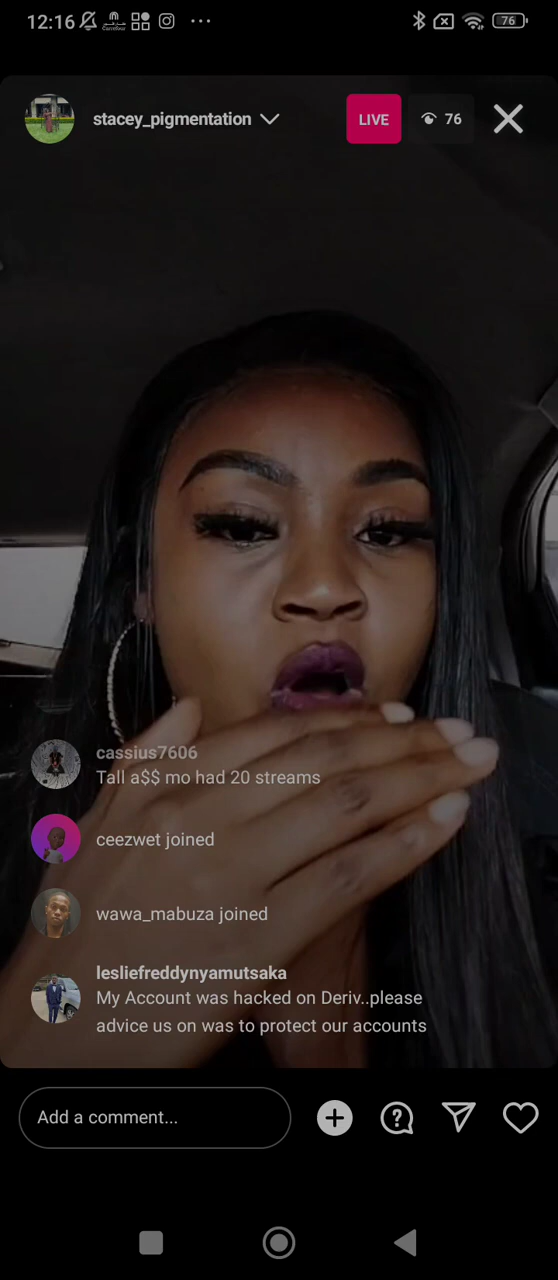 12:16
Carrefour
76
stacey_pigmentation
LIVE
76
cassius7606
Tall a$$ mo had 20 streams
ceezwet joined
wawa_mabuza joined
lesliefreddynyamutsaka
My Account was hacked on Deriv..please
advice us on was to protect our accounts
Add a comment...